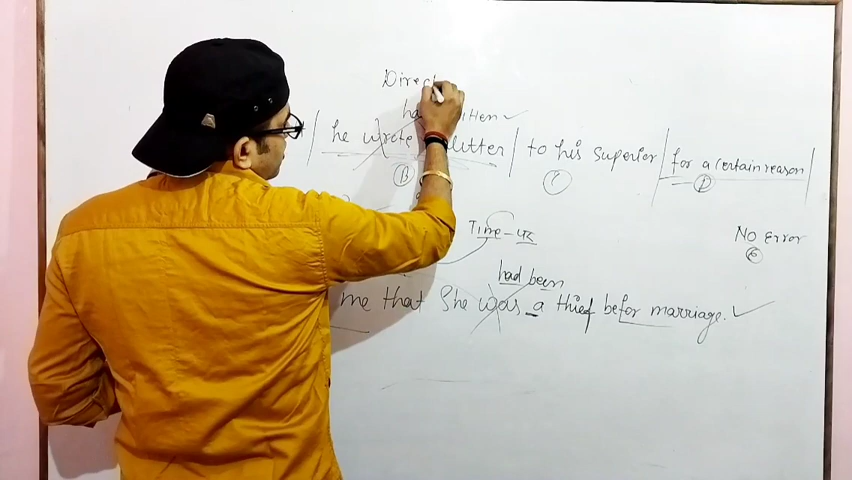 Direct
had written ✓
| he wrote a letter | to his superior | for a certain reason |
B C D
Time -
No Error
E
had been
me that She was a thief befor marriage. ✓